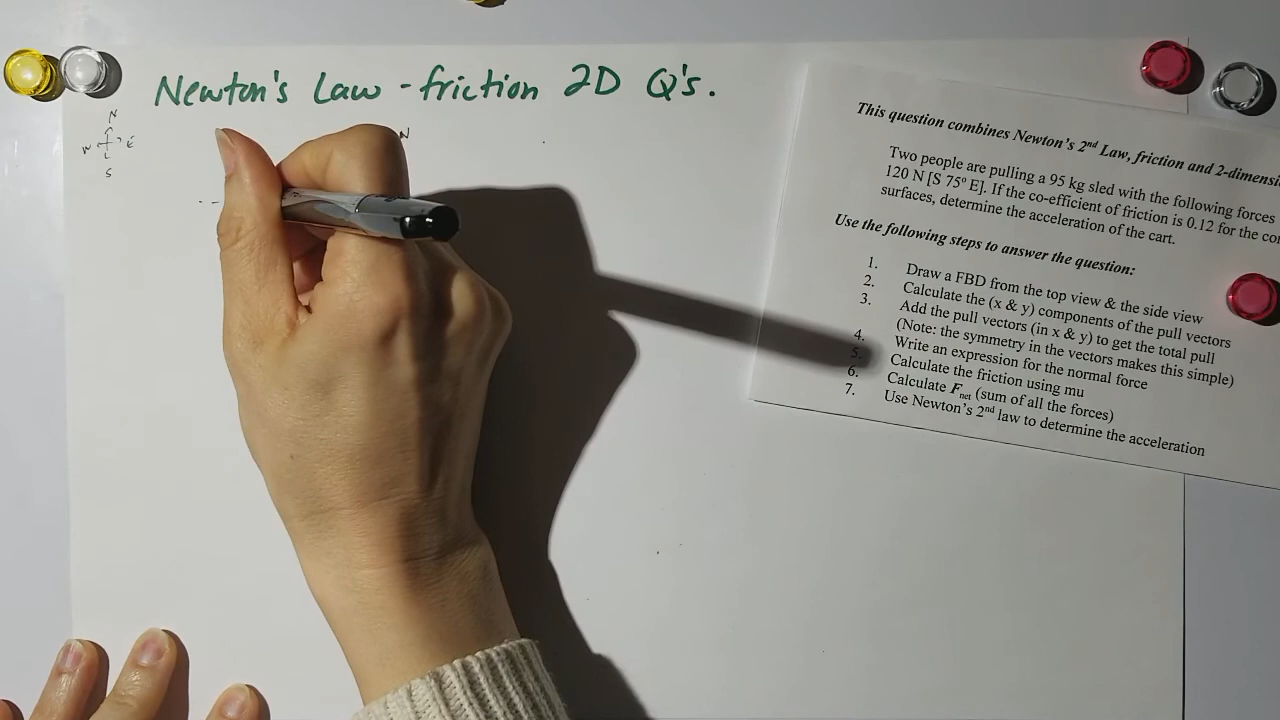 Newton's Law - friction 2D Q's.
N
W E
S
N
This question combines Newton's 2nd Law, friction and 2-dimensi
Two people are pulling a 95 kg sled with the following forces
120 N [S 75° E]. If the co-efficient of friction is 0.12 for the co
surfaces, determine the acceleration of the cart.
Use the following steps to answer the question:
1. Draw a FBD from the top view & the side view
2. Calculate the (x & y) components of the pull vectors
3. Add the pull vectors (in x & y) to get the total pull
(Note: the symmetry in the vectors makes this simple)
4. Write an expression for the normal force
5. Calculate the friction using mu
6. Calculate Fnet (sum of all the forces)
7. Use Newton's 2nd law to determine the acceleration